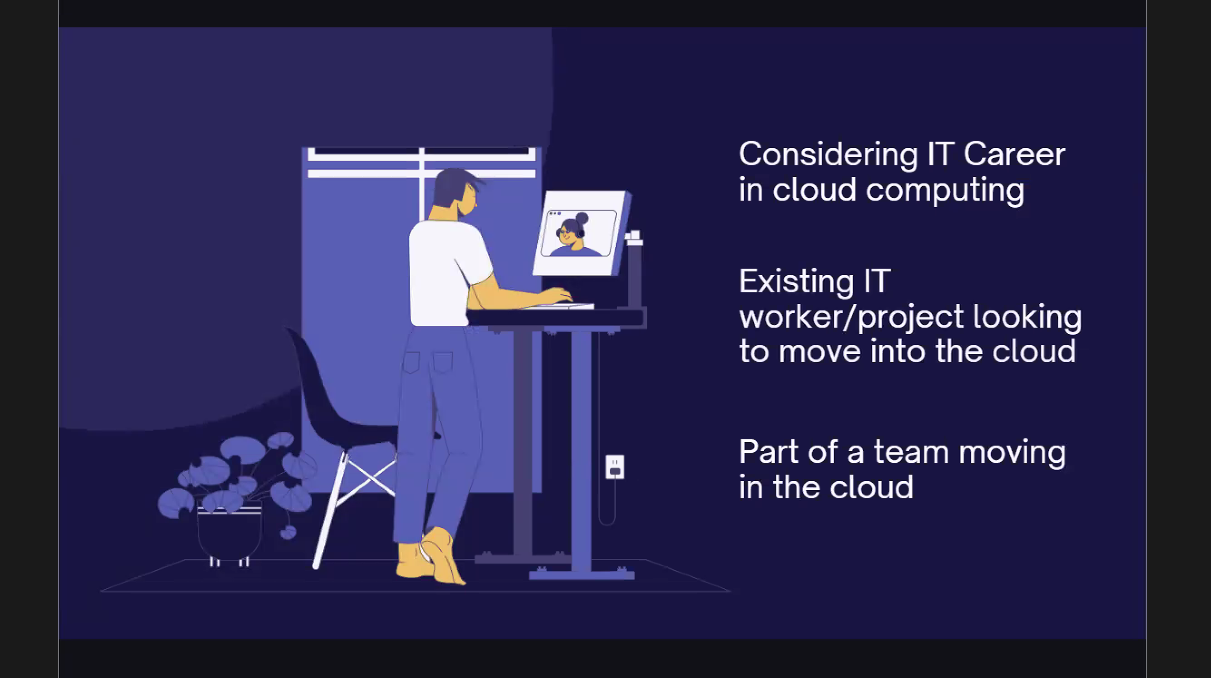 Considering IT Career
in cloud computing
Existing IT
worker/project looking
to move into the cloud
Part of a team moving
in the cloud